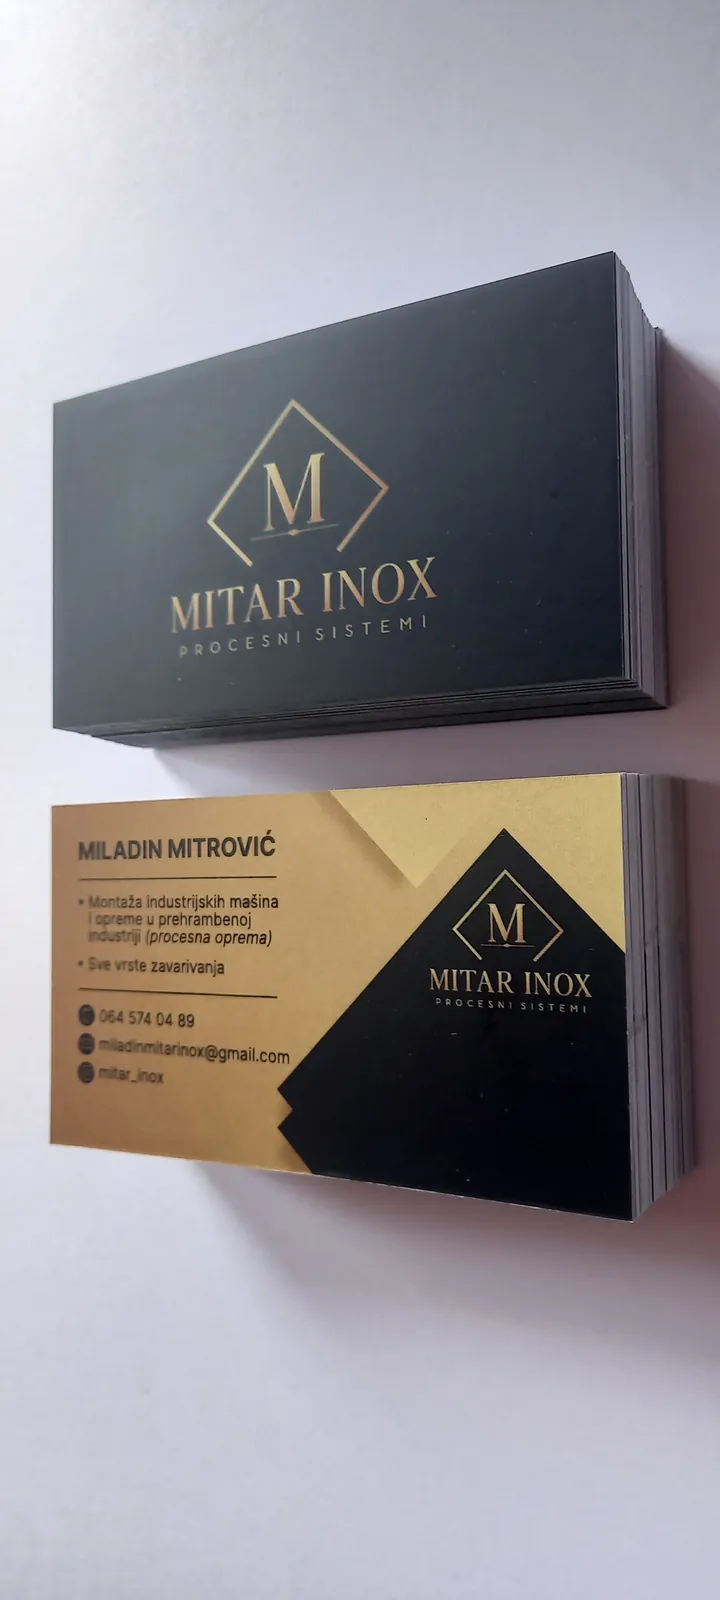 M
MITAR INOX
PROCESNI SISTEMI
MILADIN MITROVIĆ
• Montaža industrijskih mašina
i opreme u prehrambenoj
industriji (procesna oprema)
• Sve vrste zavarivanja
064 574 04 89
miladinmitarinox@gmail.com
mitar_inox
M
MITAR INOX
PROCESNI SISTEMI